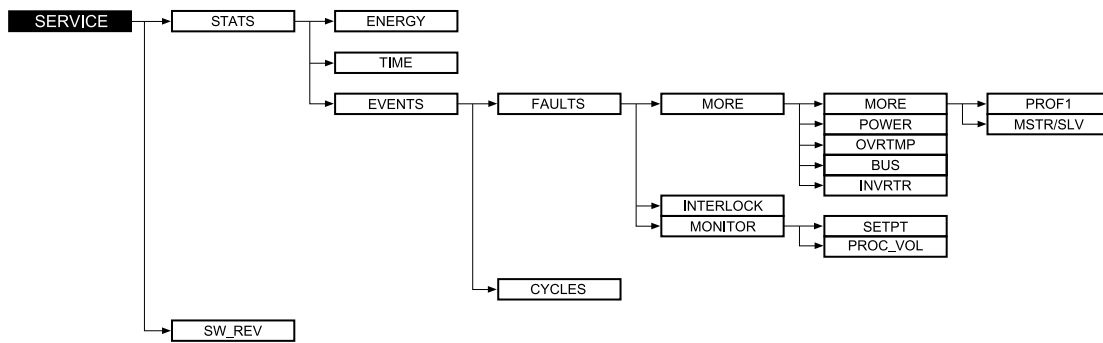 SERVICE
STATS
ENERGY
TIME
EVENTS
FAULTS
MORE
MORE
PROF1
POWER
MSTR/SLV
OVRTMP
BUS
INVRTR
INTERLOCK
MONITOR
SETPT
PROC_VOL
CYCLES
SW_REV